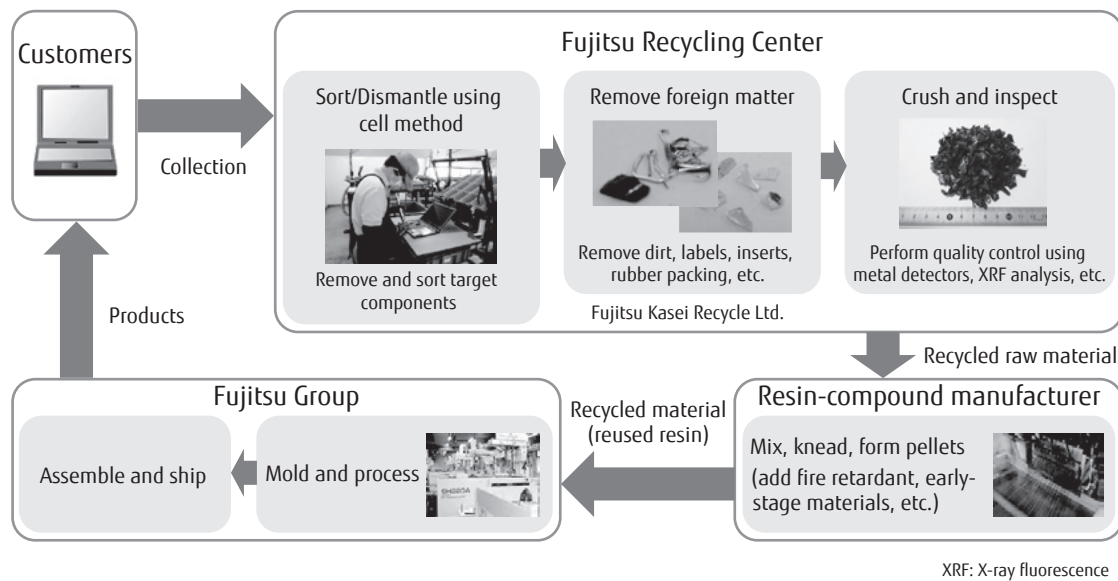 Customers
Collection
Fujitsu Recycling Center
Sort/Dismantle using
cell method
Remove and sort target
components
Remove foreign matter
Remove dirt, labels, inserts,
rubber packing, etc.
Crush and inspect
Perform quality control using
metal detectors, XRF analysis, etc.
Fujitsu Kasei Recycle Ltd.
Recycled raw material
Resin-compound manufacturer
Mix, knead, form pellets
(add fire retardant, early-
stage materials, etc.)
Recycled material
(reused resin)
Fujitsu Group
Mold and process
Assemble and ship
Products
XRF: X-ray fluorescence